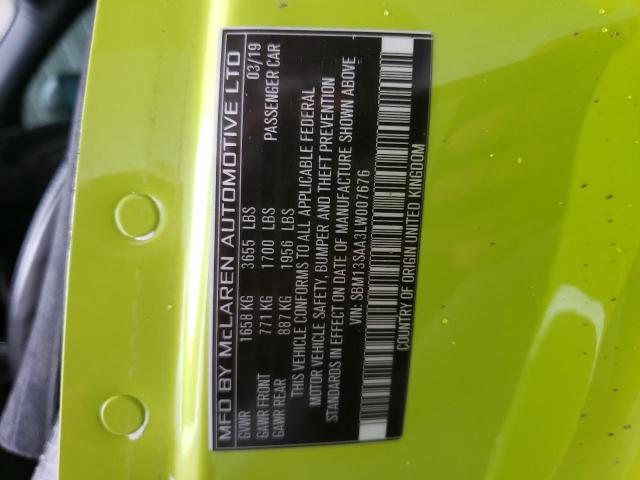 MFD BY McLAREN AUTOMOTIVE LTD
03/19
GVWR 1658 KG 3655 LBS PASSENGER CAR
GAWR FRONT 771 KG 1700 LBS
GAWR REAR 887 KG 1956 LBS
THIS VEHICLE CONFORMS TO ALL APPLICABLE FEDERAL
MOTOR VEHICLE SAFETY, BUMPER AND THEFT PREVENTION
STANDARDS IN EFFECT ON DATE OF MANUFACTURE SHOWN ABOVE
VIN: SBM13SAA3LW007676
COUNTRY OF ORIGIN UNITED KINGDOM